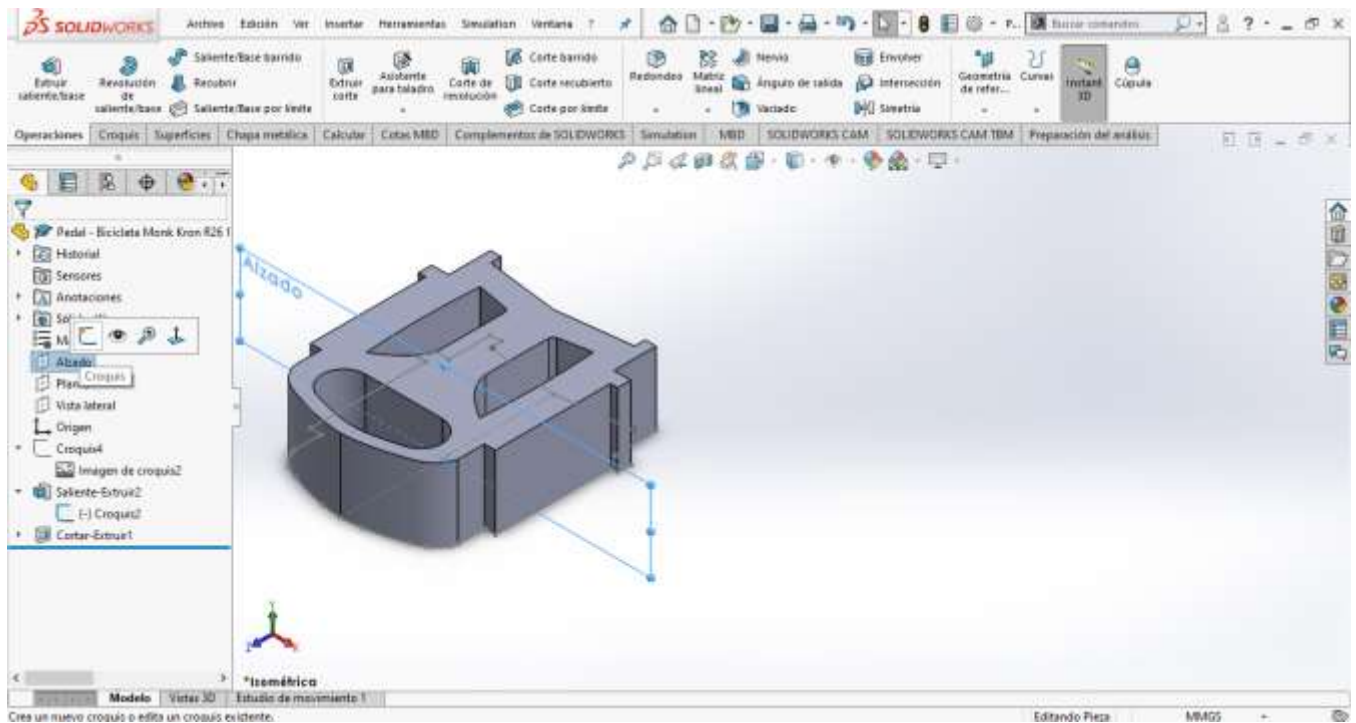 SOLIDWORKS
Archivo Edición Ver Insertar Herramientas Simulation Ventana ?
P...
Buscar comandos
Extruir saliente/base
Revolución de saliente/base
Saliente/Base barrido
Recubrir
Saliente/Base por límite
Extruir corte
Asistente para taladro
Corte de revolución
Corte barrido
Corte recubierto
Corte por límite
Redondeo
Matriz lineal
Nervio
Ángulo de salida
Vaciado
Envolver
Intersección
Simetría
Geometría de refer...
Curvas
Instant 3D
Cúpula
Operaciones Croquis Superficies Chapa metálica Calcular Cotas MBD Complementos de SOLIDWORKS Simulation MBD SOLIDWORKS CAM SOLIDWORKS CAM TBM Preparación del análisis
Pedal - Bicicleta Monk Kron R26 1
Historial
Sensores
Anotaciones
Alzado
Croquis
Vista lateral
Origen
Croquis4
Imagen de croquis2
Saliente-Extruir2
(-) Croquis2
Cortar-Extruir1
Alzado
*Isométrica
Modelo Vistas 3D Estudio de movimiento 1
Crea un nuevo croquis o edita un croquis existente.
Editando Pieza
MMGS